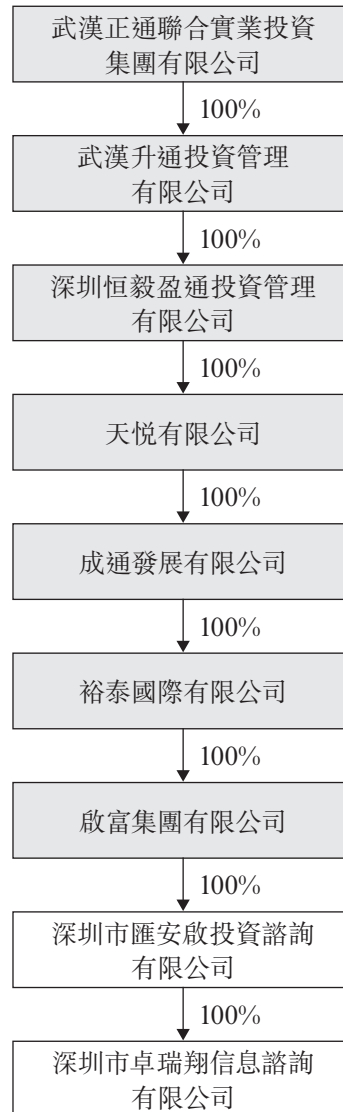 武漢正通聯合實業投資
集團有限公司
100%
武漢升通投資管理
有限公司
100%
深圳恒毅盈通投資管理
有限公司
100%
天悅有限公司
100%
成通發展有限公司
100%
裕泰國際有限公司
100%
啟富集團有限公司
100%
深圳市匯安啟投資諮詢
有限公司
100%
深圳市卓瑞翔信息諮詢
有限公司